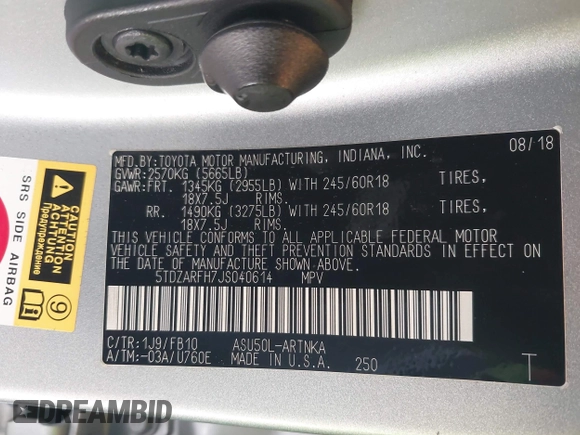 MFD. BY: TOYOTA MOTOR MANUFACTURING, INDIANA, INC. 08/18
GVWR: 2570KG (5665LB)
GAWR: FRT. 1345KG (2955LB) WITH 245/60R18 TIRES,
18X7.5J RIMS.
RR. 1490KG (3275LB) WITH 245/60R18 TIRES,
18X7.5J RIMS.
THIS VEHICLE CONFORMS TO ALL APPLICABLE FEDERAL MOTOR
VEHICLE SAFETY AND THEFT PREVENTION STANDARDS IN EFFECT ON
DATE OF MANUFACTURE SHOWN ABOVE.
5TDZARFH7JS040614 MPV
C/TR: 1J9/FB10 ASU50L-ARTNKA
A/TM: -03A/U760E MADE IN U.S.A. 250
T
SRS SIDE AIRBAG
CAUTION
ATTENTION
ACHTUNG
Предупреждение
9
DREAMBID